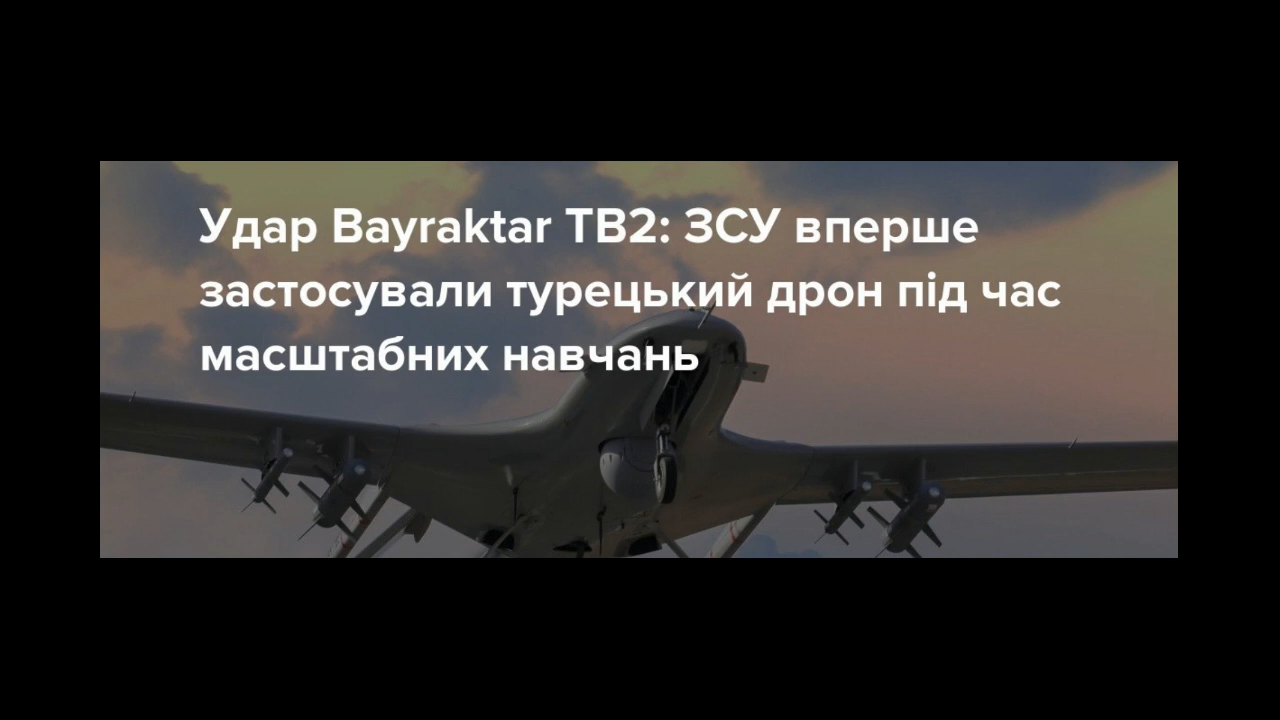 Удар Bayraktar TB2: ЗСУ вперше
застосували турецький дрон під час
масштабних навчань